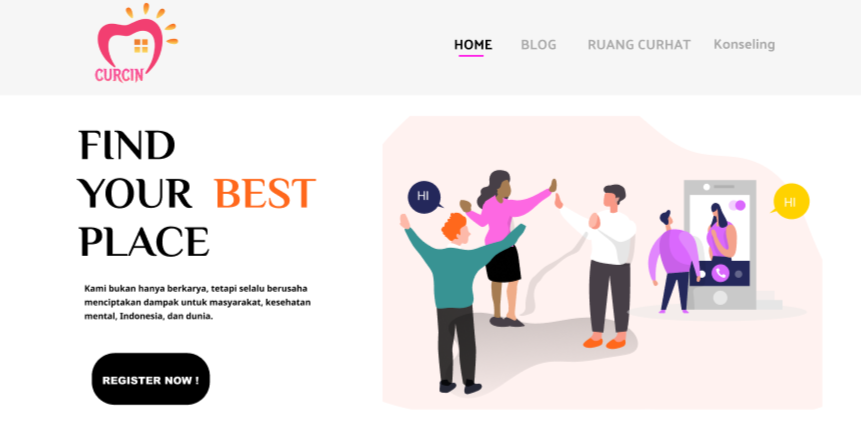 CURCIN
HOME
BLOG
RUANG CURHAT
Konseling
FIND
YOUR BEST
PLACE
Kami bukan hanya berkarya, tetapi selalu berusaha
menciptakan dampak untuk masyarakat, kesehatan
mental, Indonesia, dan dunia.
REGISTER NOW !
HI
HI